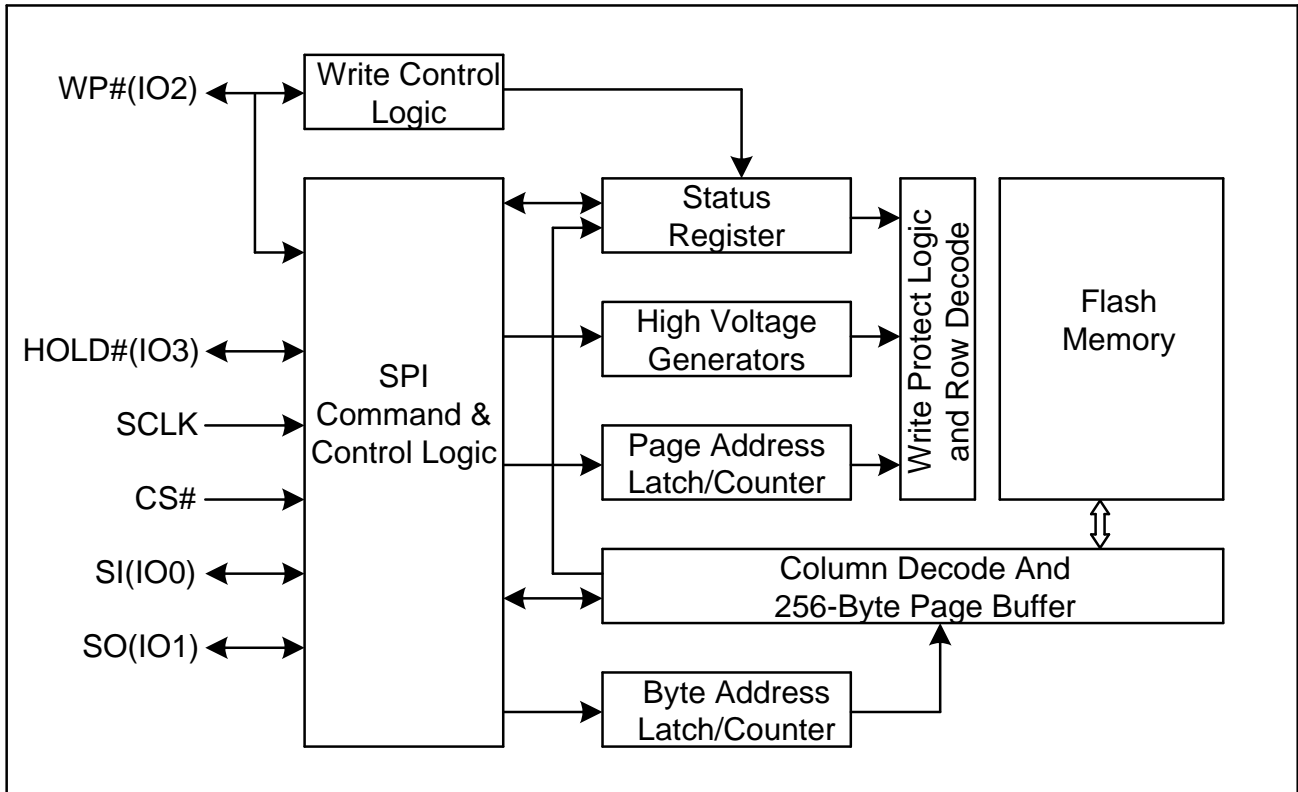 WP#(IO2)
Write Control
Logic
Status
Register
Write Protect Logic
and Row Decode
Flash
Memory
HOLD#(IO3)
High Voltage
Generators
SPI
Command &
Control Logic
SCLK
Page Address
Latch/Counter
CS#
SI(IO0)
Column Decode And
256-Byte Page Buffer
SO(IO1)
Byte Address
Latch/Counter